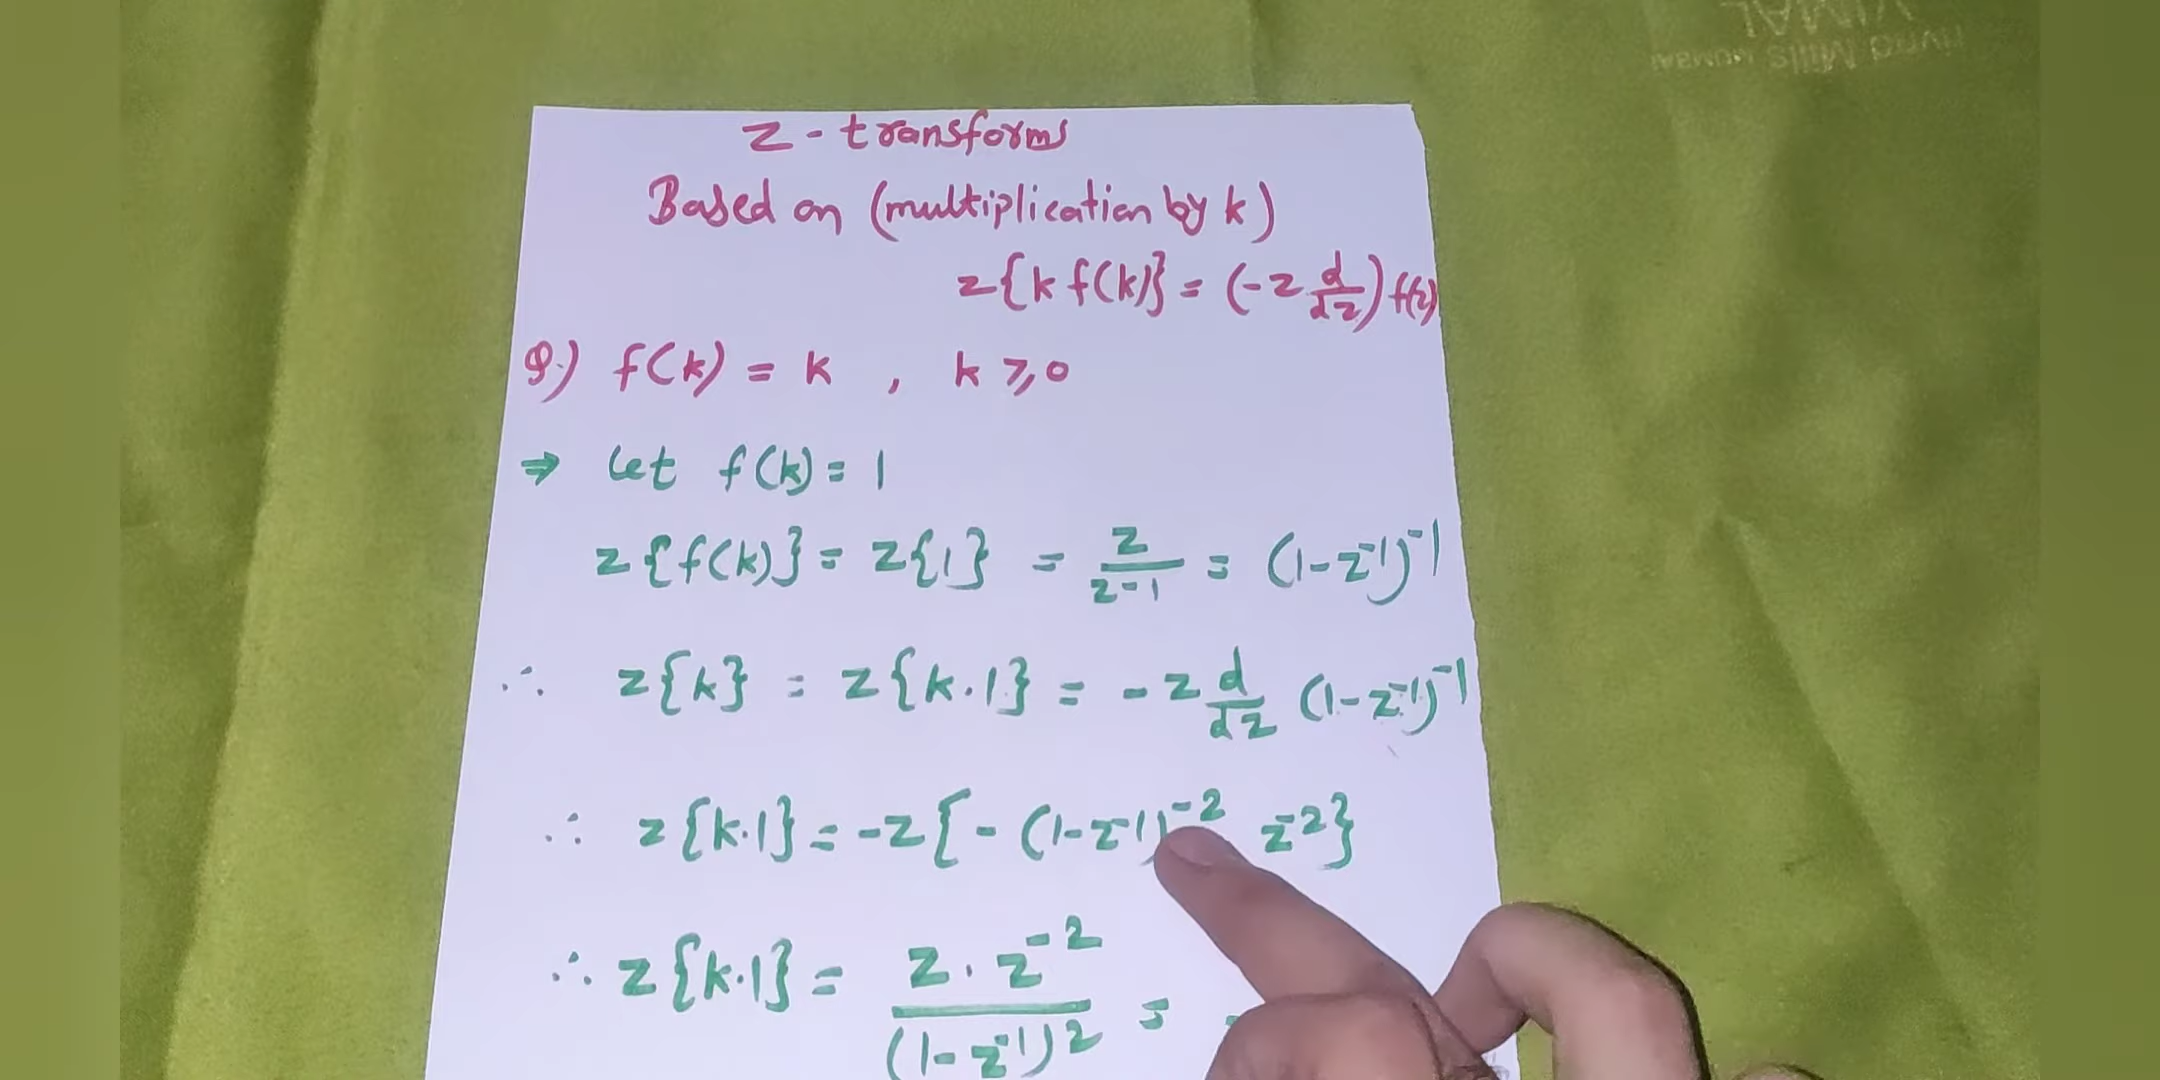 VIMAL
Z - transforms
Based on (multiplication by k)
z{k f(k)} = (-z d/dz) f(z)
Q.) f(k) = k , k ≥ 0
⇒ Let f(k) = 1
z{f(k)} = z{1} = z/(z-1) = (1-z⁻¹)⁻¹
∴ z{k} = z{k.1} = -z d/dz (1-z⁻¹)⁻¹
∴ z{k.1} = -z{- (1-z⁻¹)⁻² z⁻²}
∴ z{k.1} = z.z⁻²/(1-z⁻¹)² =